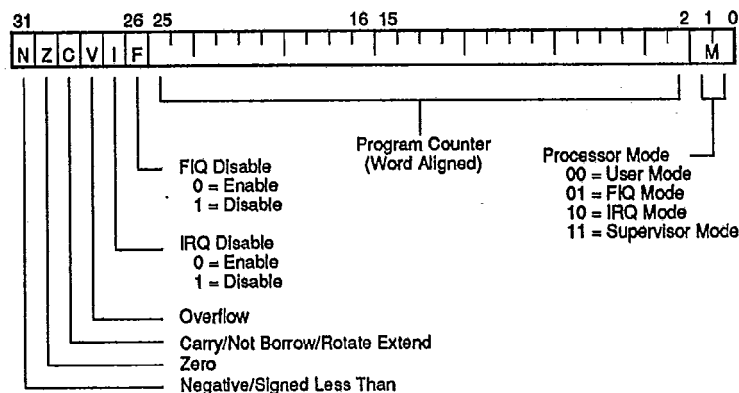 31 26 25 16 15 2 1 0
N Z C V I F M
Program Counter
(Word Aligned)
Processor Mode
00 = User Mode
01 = FIQ Mode
10 = IRQ Mode
11 = Supervisor Mode
FIQ Disable
0 = Enable
1 = Disable
IRQ Disable
0 = Enable
1 = Disable
Overflow
Carry/Not Borrow/Rotate Extend
Zero
Negative/Signed Less Than